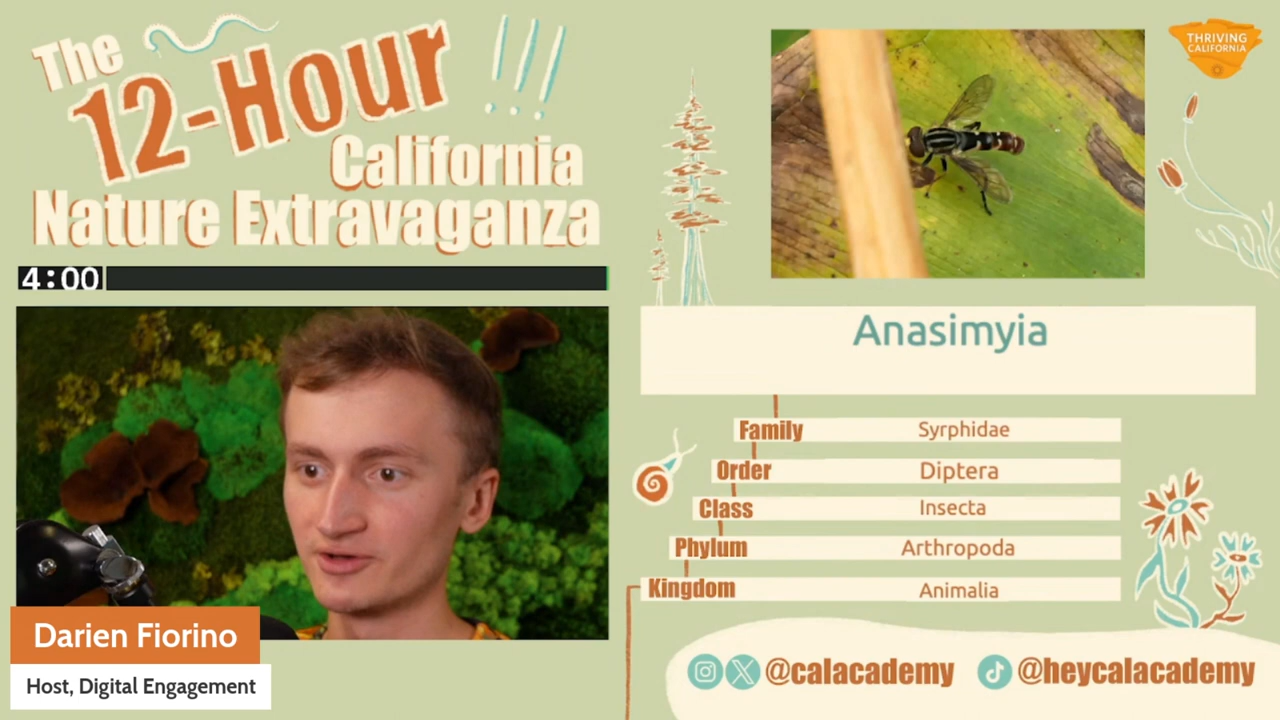 The
12-Hour !!!
California
Nature Extravaganza
THRIVING
CALIFORNIA
4:00
Anasimyia
Family Syrphidae
Order Diptera
Class Insecta
Phylum Arthropoda
Kingdom Animalia
Darien Fiorino
Host, Digital Engagement
@calacademy @heycalacademy